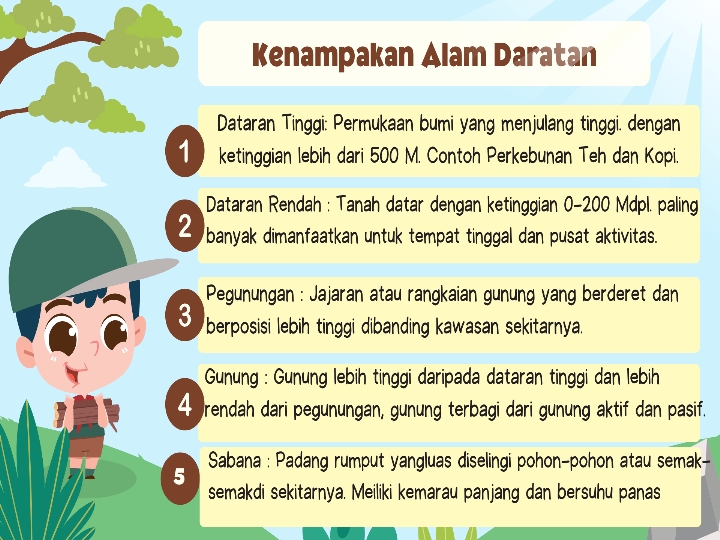 Kenampakan Alam Daratan
1
Dataran Tinggi: Permukaan bumi yang menjulang tinggi. dengan
ketinggian lebih dari 500 M. Contoh Perkebunan Teh dan Kopi.
2
Dataran Rendah : Tanah datar dengan ketinggian 0-200 Mdpl. paling
banyak dimanfaatkan untuk tempat tinggal dan pusat aktivitas.
3
Pegunungan : Jajaran atau rangkaian gunung yang berderet dan
berposisi lebih tinggi dibanding kawasan sekitarnya.
4
Gunung : Gunung lebih tinggi daripada dataran tinggi dan lebih
rendah dari pegunungan, gunung terbagi dari gunung aktif dan pasif.
5
Sabana : Padang rumput yangluas diselingi pohon-pohon atau semak-
semakdi sekitarnya. Meiliki kemarau panjang dan bersuhu panas